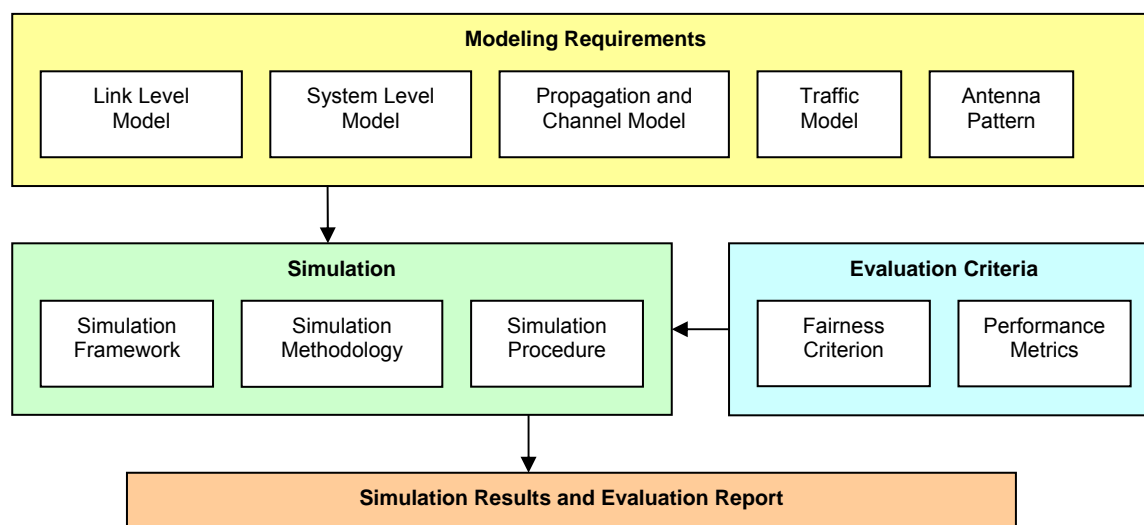 Modeling Requirements
Link Level
Model
System Level
Model
Propagation and
Channel Model
Traffic
Model
Antenna
Pattern
Simulation
Simulation
Framework
Simulation
Methodology
Simulation
Procedure
Evaluation Criteria
Fairness
Criterion
Performance
Metrics
Simulation Results and Evaluation Report